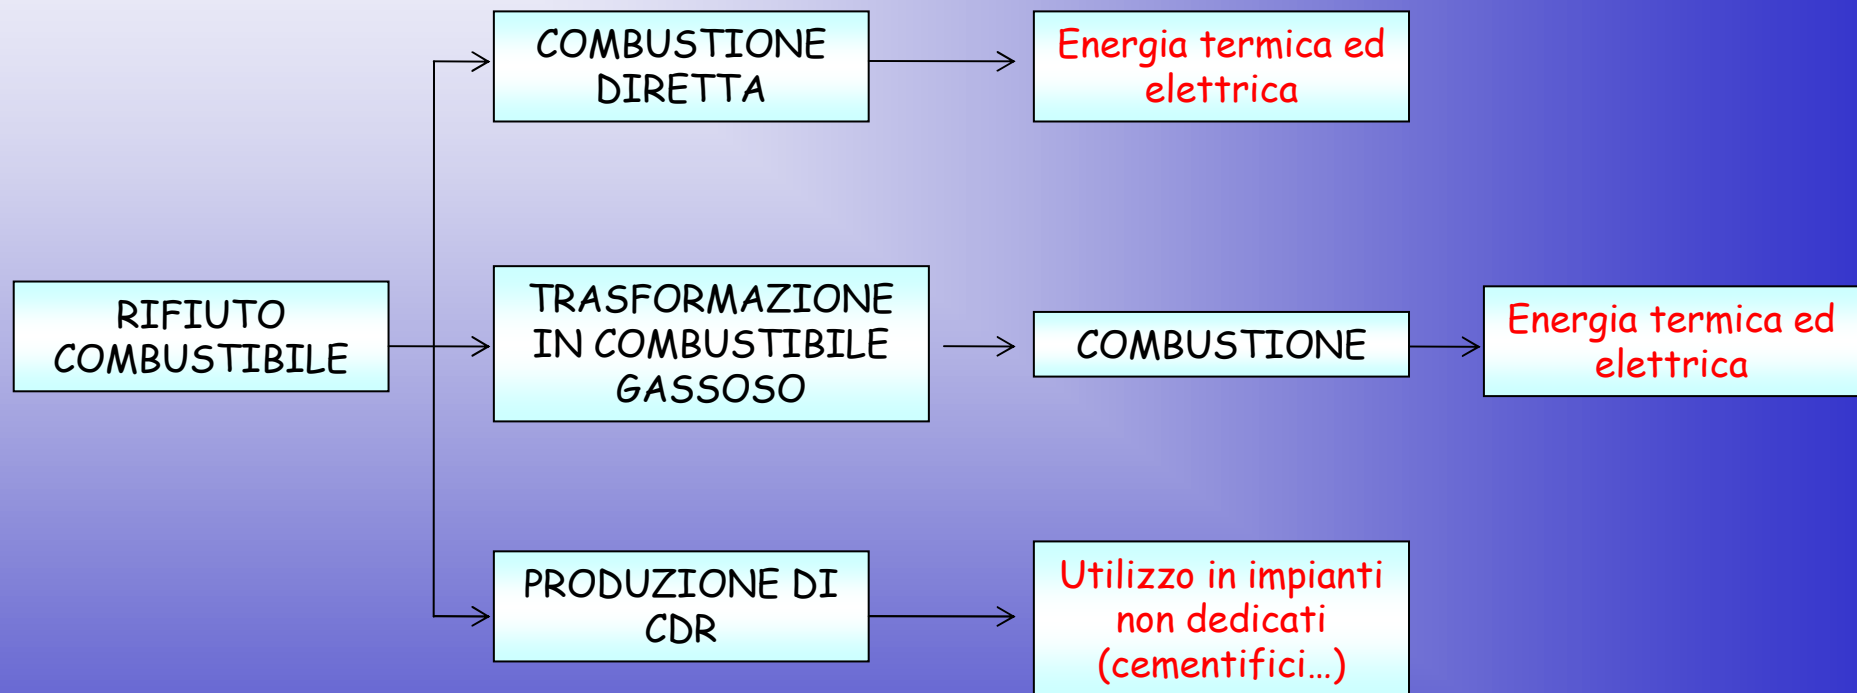 COMBUSTIONE
DIRETTA
Energia termica ed
elettrica
RIFIUTO
COMBUSTIBILE
TRASFORMAZIONE
IN COMBUSTIBILE
GASSOSO
COMBUSTIONE
Energia termica ed
elettrica
PRODUZIONE DI
CDR
Utilizzo in impianti
non dedicati
(cementifici…)